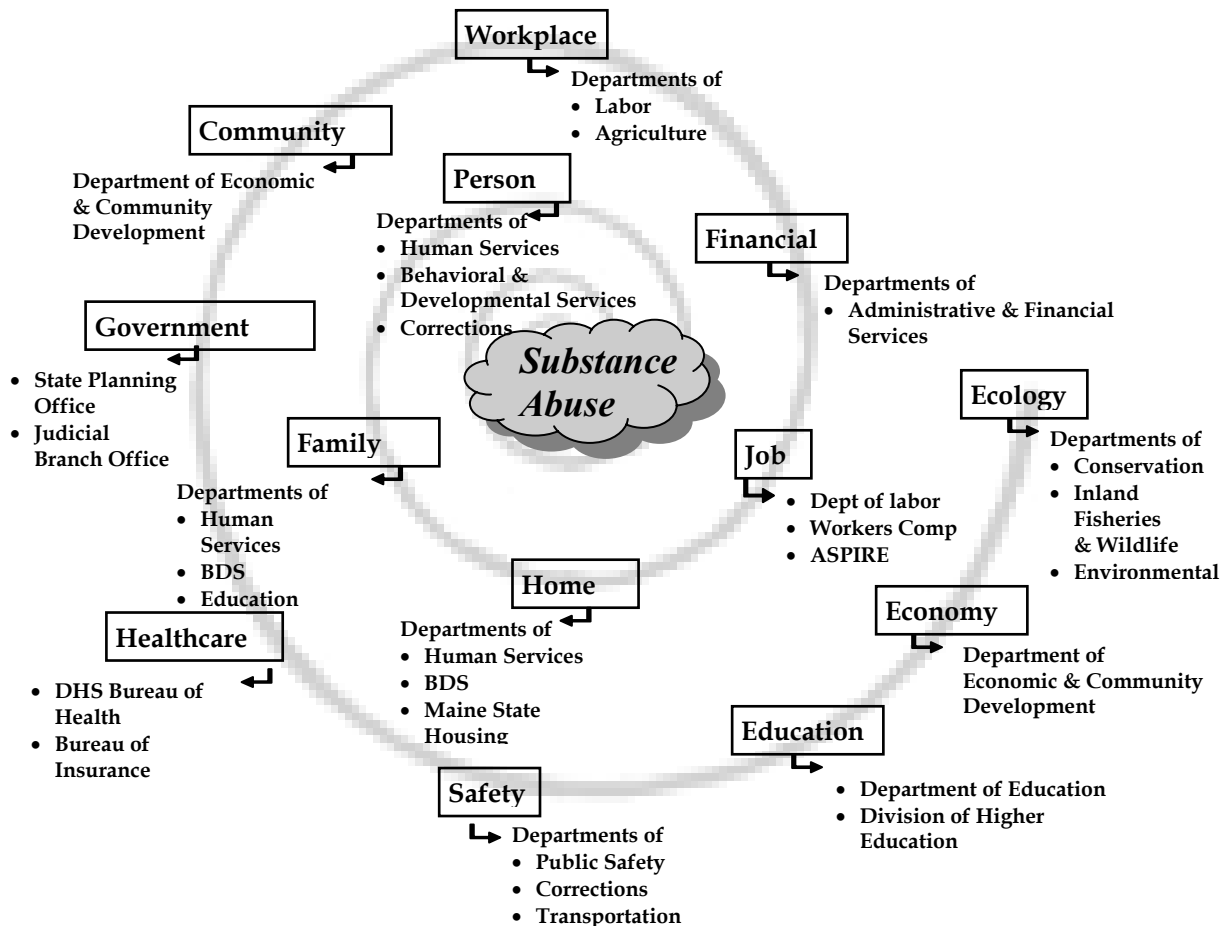 Workplace
Departments of
• Labor
• Agriculture
Community
Department of Economic
& Community
Development
Person
Departments of
• Human Services
• Behavioral &
Developmental Services
• Corrections
Financial
Departments of
• Administrative & Financial
Services
Government
• State Planning
Office
• Judicial
Branch Office
Substance
Abuse
Ecology
Departments of
• Conservation
• Inland
Fisheries
& Wildlife
• Environmental
Family
Departments of
• Human
Services
• BDS
• Education
Job
• Dept of labor
• Workers Comp
• ASPIRE
Home
Departments of
• Human Services
• BDS
• Maine State
Housing
Economy
Department of
Economic & Community
Development
Healthcare
• DHS Bureau of
Health
• Bureau of
Insurance
Education
• Department of Education
• Division of Higher
Education
Safety
Departments of
• Public Safety
• Corrections
• Transportation